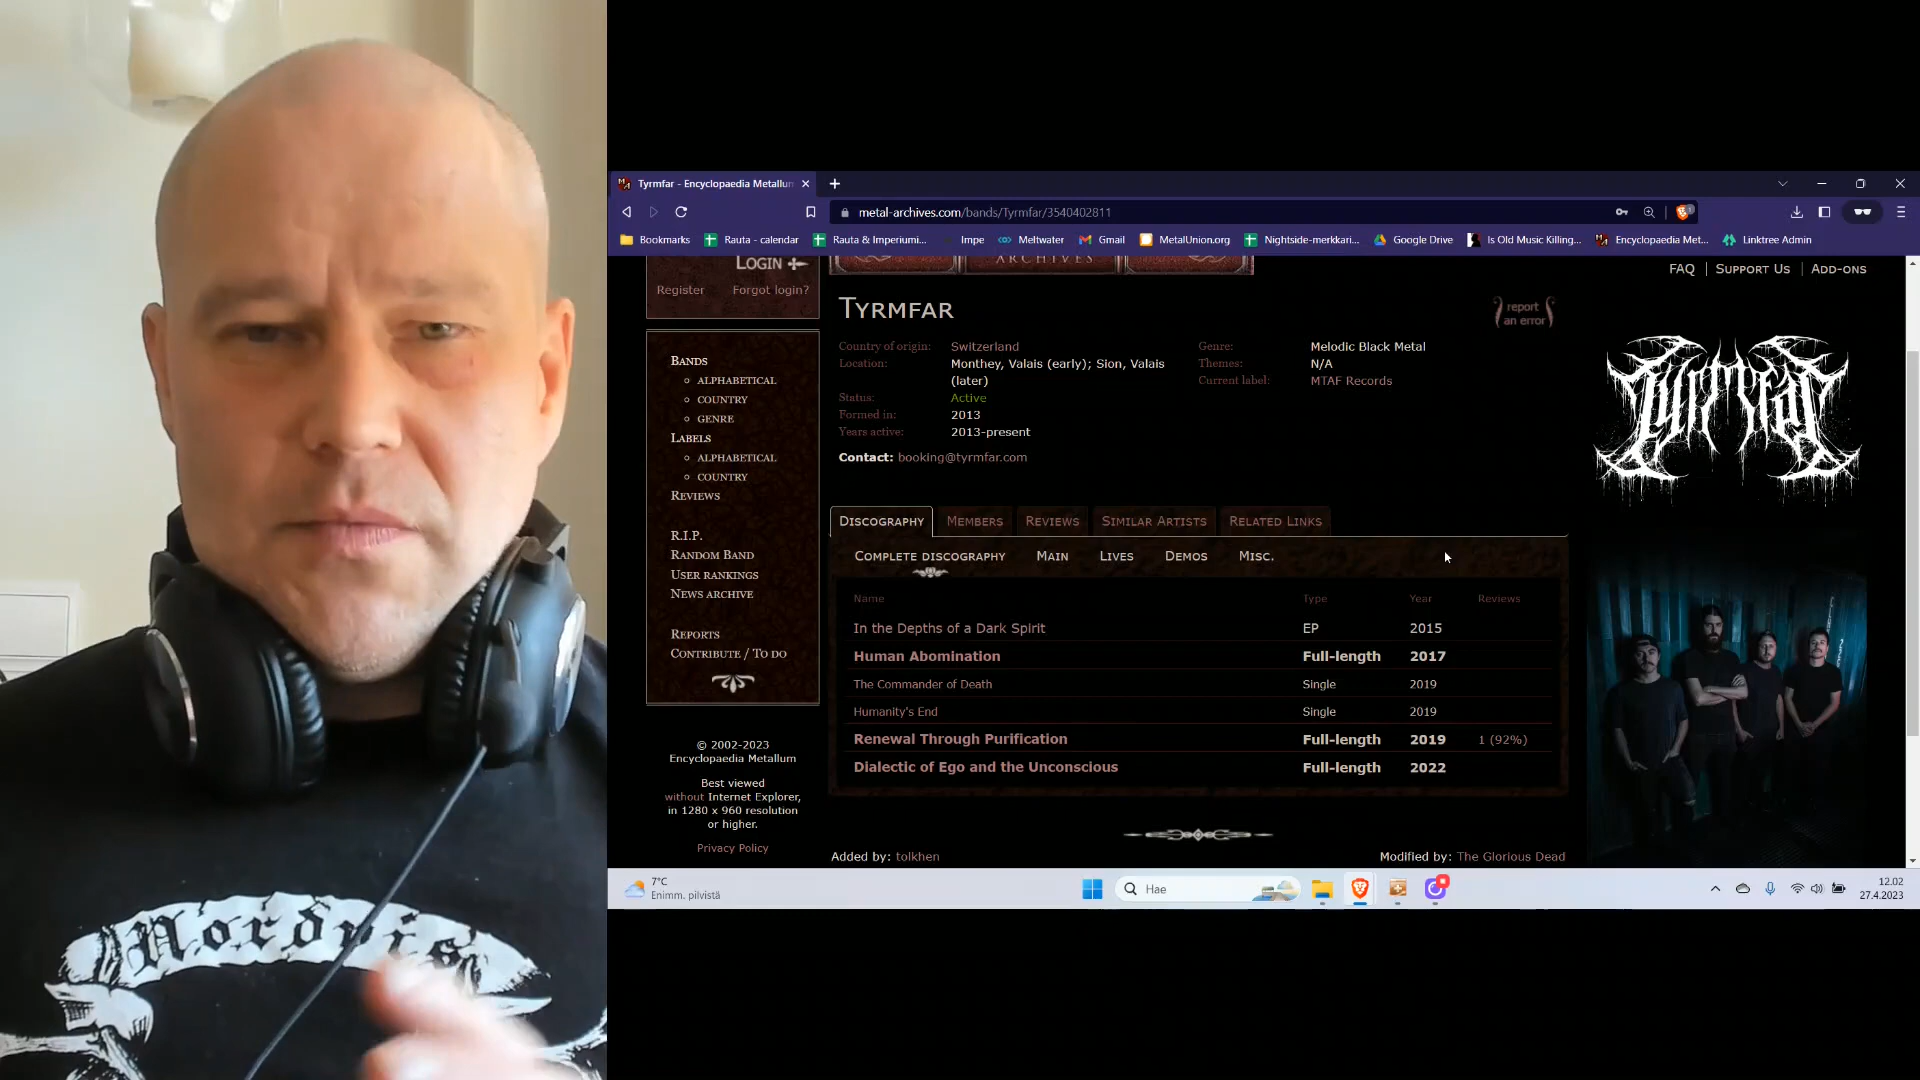 Tyrmfar - Encyclopaedia Metallum
metal-archives.com/bands/Tyrmfar/3540402811
Bookmarks
Rauta - calendar
Rauta & Imperiumi...
Impe
Meltwater
Gmail
MetalUnion.org
Nightside-merkkari...
Google Drive
Is Old Music Killing...
Encyclopaedia Met...
Linktree Admin
LOGIN
Register Forgot login?
ARCHIVES
FAQ | SUPPORT US | ADD-ONS
TYRMFAR
report
an error
Country of origin: Switzerland
Location: Monthey, Valais (early); Sion, Valais
(later)
Status: Active
Formed in: 2013
Years active: 2013-present
Genre: Melodic Black Metal
Themes: N/A
Current label: MTAF Records
Contact: booking@tyrmfar.com
Tyrmfar
BANDS
ALPHABETICAL
COUNTRY
GENRE
LABELS
ALPHABETICAL
COUNTRY
REVIEWS
R.I.P.
RANDOM BAND
USER RANKINGS
NEWS ARCHIVE
REPORTS
CONTRIBUTE / TO DO
© 2002-2023
Encyclopaedia Metallum
Best viewed
without Internet Explorer,
in 1280 x 960 resolution
or higher.
Privacy Policy
DISCOGRAPHY MEMBERS REVIEWS SIMILAR ARTISTS RELATED LINKS
COMPLETE DISCOGRAPHY MAIN LIVES DEMOS MISC.
Name Type Year Reviews
In the Depths of a Dark Spirit EP 2015
Human Abomination Full-length 2017
The Commander of Death Single 2019
Humanity's End Single 2019
Renewal Through Purification Full-length 2019 1 (92%)
Dialectic of Ego and the Unconscious Full-length 2022
Added by: tolkhen
Modified by: The Glorious Dead
7°C
Enimm. pilvistä
Hae
12.02
27.4.2023